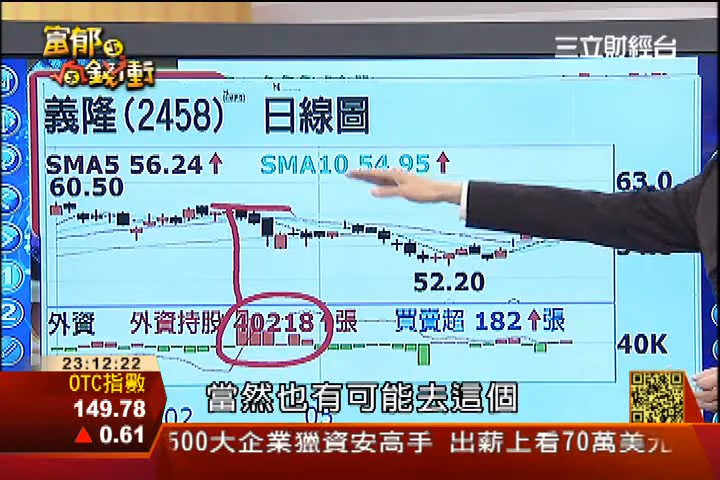 富郁
向錢衝
三立財經台
義隆(2458) 日線圖
SMA5 56.24↑ SMA10 54.95↑
60.50
63.0
52.20
外資 外資持股 40218↑張 買賣超 182↑張
40K
23:12:22
OTC指數
149.78
▲0.61
02
05
當然也有可能去這個
500大企業獵資安高手 出薪上看70萬美元